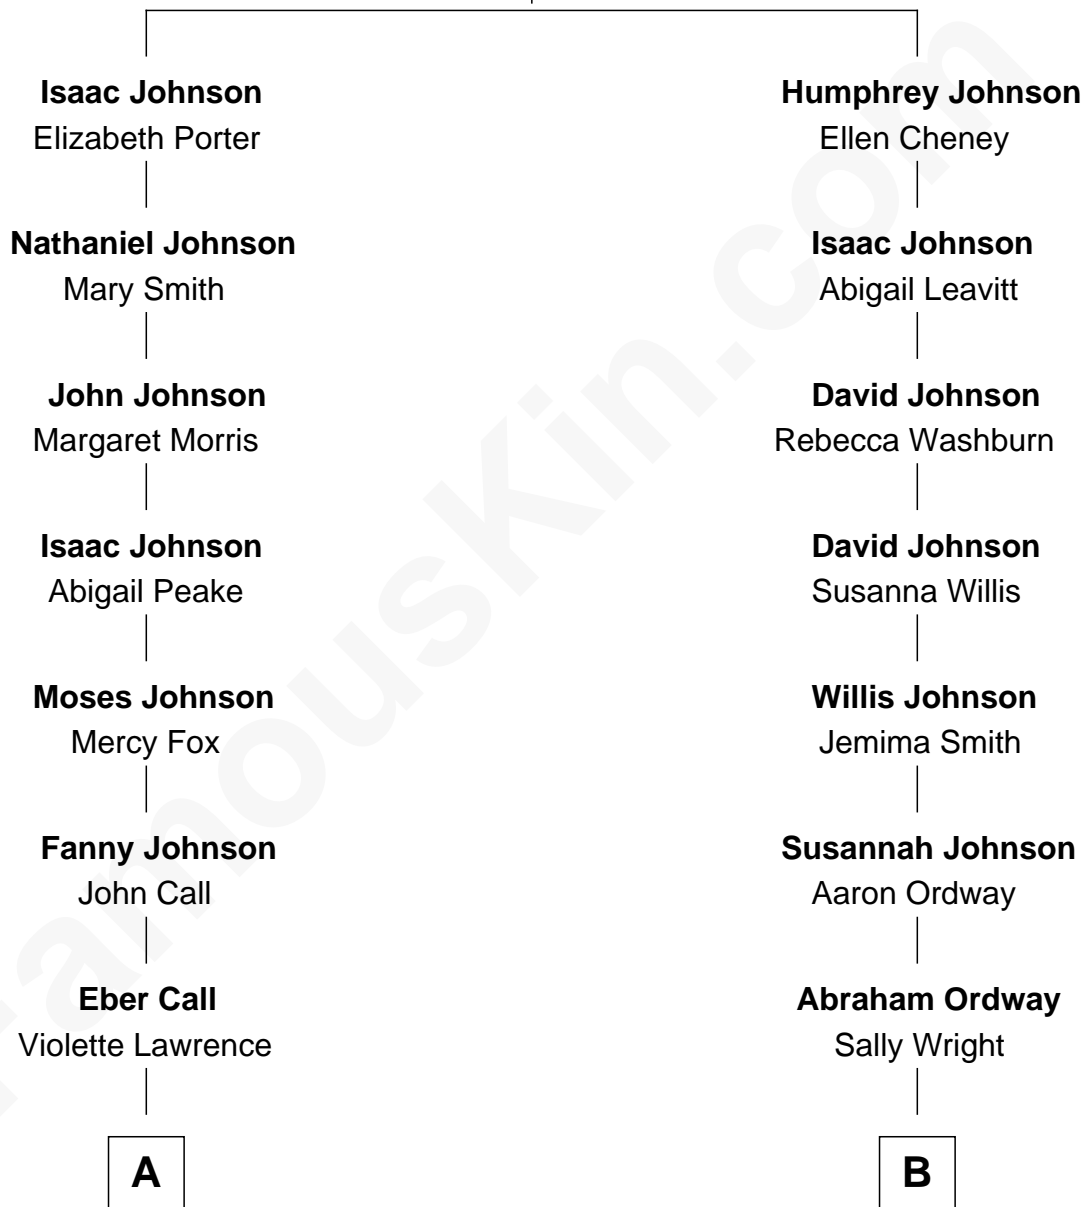 Isaac Johnson
Elizabeth Porter
Nathaniel Johnson
Mary Smith
John Johnson
Margaret Morris
Isaac Johnson
Abigail Peake
Moses Johnson
Mercy Fox
Fanny Johnson
John Call
Eber Call
Violette Lawrence
A
Humphrey Johnson
Ellen Cheney
Isaac Johnson
Abigail Leavitt
David Johnson
Rebecca Washburn
David Johnson
Susanna Willis
Willis Johnson
Jemima Smith
Susannah Johnson
Aaron Ordway
Abraham Ordway
Sally Wright
B
FamousKin.com